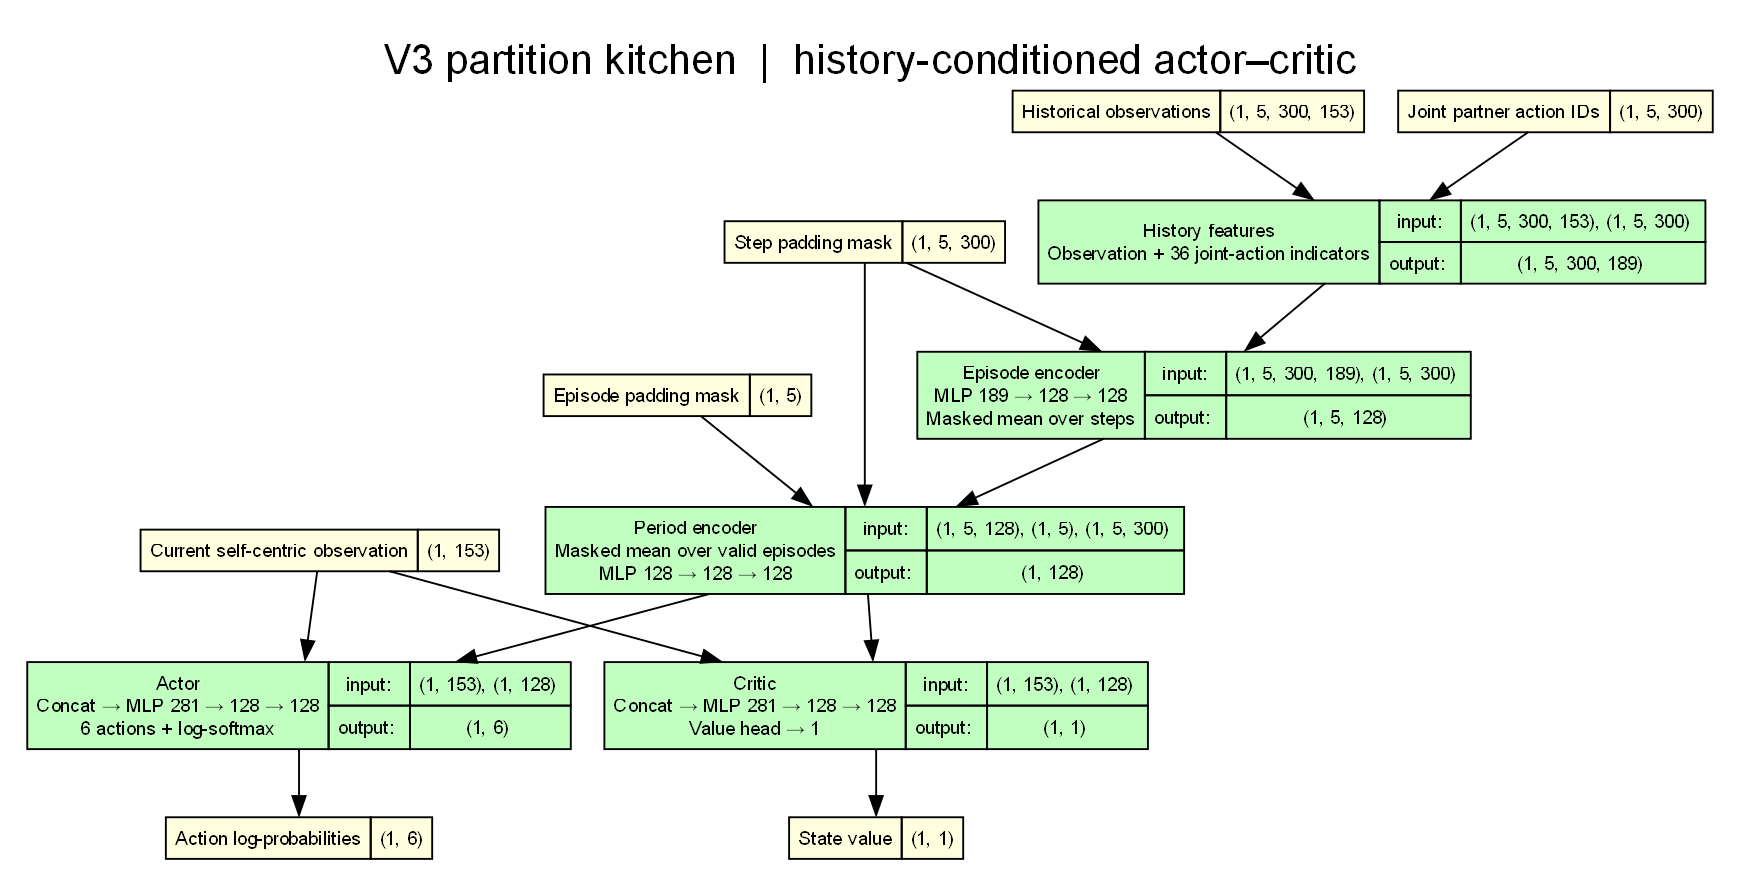 V3 partition kitchen | history-conditioned actor–critic
Historical observations (1, 5, 300, 153)
Joint partner action IDs (1, 5, 300)
History features
Observation + 36 joint-action indicators
input: (1, 5, 300, 153), (1, 5, 300)
output: (1, 5, 300, 189)
Step padding mask (1, 5, 300)
Episode encoder
MLP 189 → 128 → 128
Masked mean over steps
input: (1, 5, 300, 189), (1, 5, 300)
output: (1, 5, 128)
Episode padding mask (1, 5)
Period encoder
Masked mean over valid episodes
MLP 128 → 128 → 128
input: (1, 5, 128), (1, 5), (1, 5, 300)
output: (1, 128)
Current self-centric observation (1, 153)
Actor
Concat → MLP 281 → 128 → 128
6 actions + log-softmax
input: (1, 153), (1, 128)
output: (1, 6)
Critic
Concat → MLP 281 → 128 → 128
Value head → 1
input: (1, 153), (1, 128)
output: (1, 1)
Action log-probabilities (1, 6)
State value (1, 1)